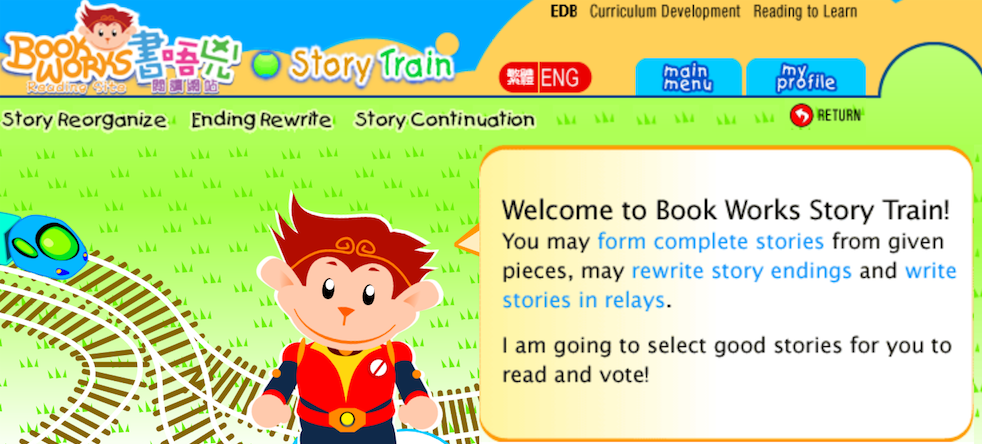 EDB Curriculum Development Reading to Learn
BOOK WORKS 書唔兇
Reading Site 閱讀網站
Story Train
繁體 ENG
main menu
my profile
Story Reorganize Ending Rewrite Story Continuation
RETURN
Welcome to Book Works Story Train!
You may form complete stories from given
pieces, may rewrite story endings and write
stories in relays.
I am going to select good stories for you to
read and vote!